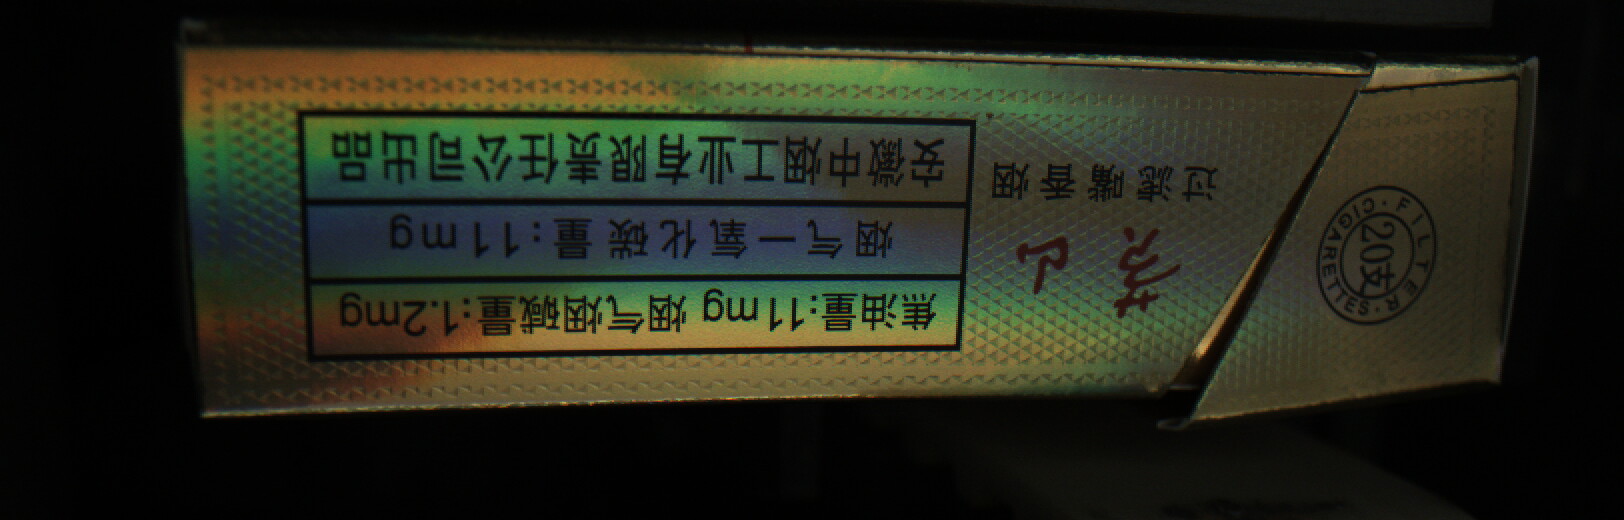 FILTER
20支
CIGARETTES
黄山
过滤嘴香烟
焦油量:11mg 烟气烟碱量:1.2mg
烟气一氧化碳量:11mg
安徽中烟工业有限责任公司出品